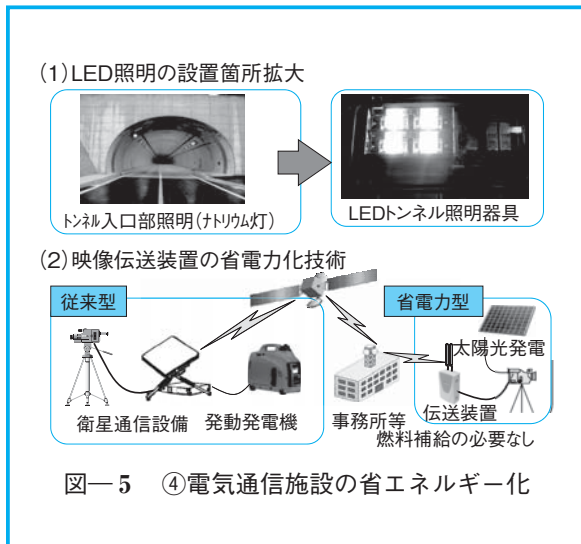 (1)LED照明の設置箇所拡大
トンネル入口部照明(ナトリウム灯)
LEDトンネル照明器具
(2)映像伝送装置の省電力化技術
従来型
省電力型
太陽光発電
衛星通信設備
発動発電機
事務所等
伝送装置
燃料補給の必要なし
図―5 ④電気通信施設の省エネルギー化